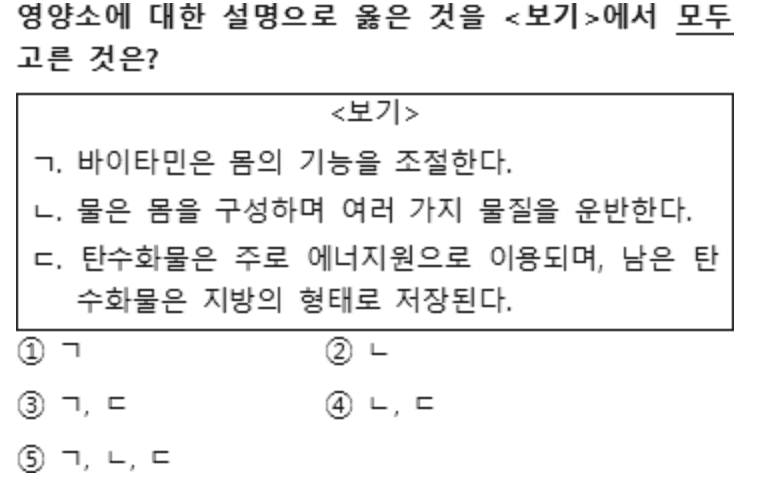 영양소에 대한 설명으로 옳은 것을 <보기>에서 모두
고른 것은?
<보기>
ㄱ. 바이타민은 몸의 기능을 조절한다.
ㄴ. 물은 몸을 구성하며 여러 가지 물질을 운반한다.
ㄷ. 탄수화물은 주로 에너지원으로 이용되며, 남은 탄
수화물은 지방의 형태로 저장된다.
① ㄱ ② ㄴ
③ ㄱ, ㄷ ④ ㄴ, ㄷ
⑤ ㄱ, ㄴ, ㄷ